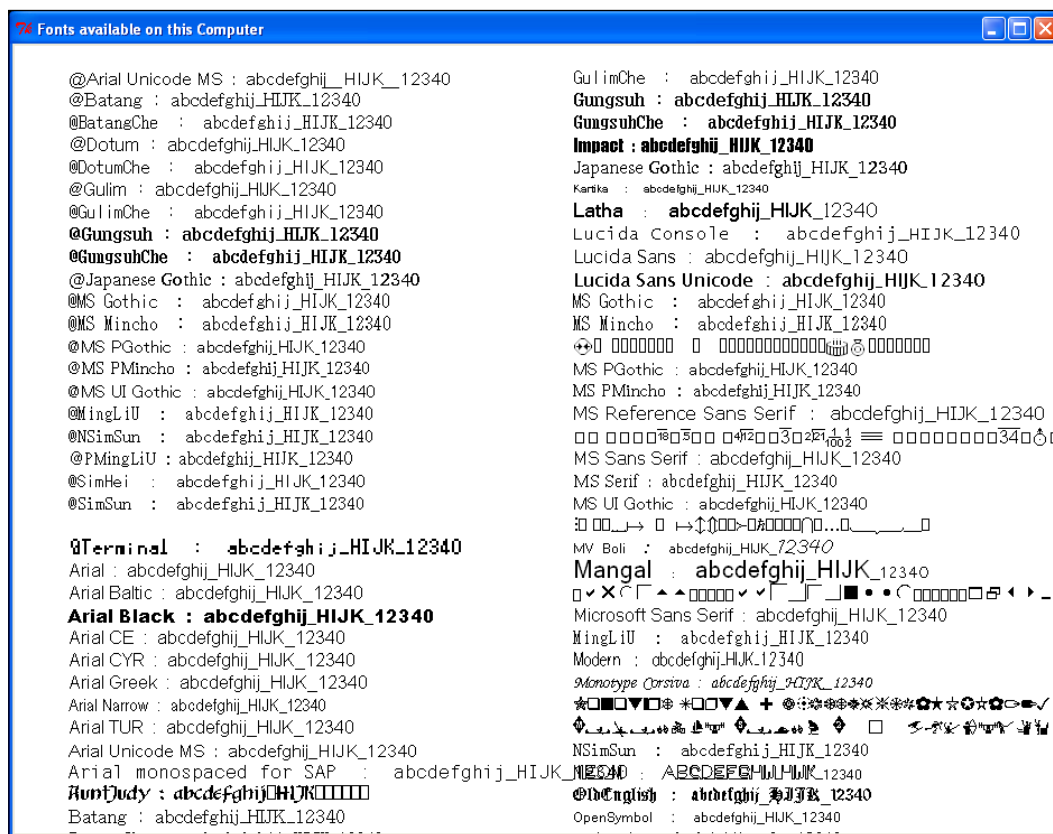 Fonts available on this Computer
@Arial Unicode MS : abcdefghij_HIJK_12340
@Batang : abcdefghij_HIJK_12340
@BatangChe : abcdefghij_HIJK_12340
@Dotum : abcdefghij_HIJK_12340
@DotumChe : abcdefghij_HIJK_12340
@Gulim : abcdefghij_HIJK_12340
@GulimChe : abcdefghij_HIJK_12340
@Gungsuh : abcdefghij_HIJK_12340
@GungsuhChe : abcdefghij_HIJK_12340
@Japanese Gothic : abcdefghij_HIJK_12340
@MS Gothic : abcdefghij_HIJK_12340
@MS Mincho : abcdefghij_HIJK_12340
@MS PGothic : abcdefghij_HIJK_12340
@MS PMincho : abcdefghij_HIJK_12340
@MS UI Gothic : abcdefghij_HIJK_12340
@MingLiU : abcdefghij_HIJK_12340
@NSimSun : abcdefghij_HIJK_12340
@PMingLiU : abcdefghij_HIJK_12340
@SimHei : abcdefghij_HIJK_12340
@SimSun : abcdefghij_HIJK_12340
@Terminal : abcdefghij_HIJK_12340
Arial : abcdefghij_HIJK_12340
Arial Baltic : abcdefghij_HIJK_12340
Arial Black : abcdefghij_HIJK_12340
Arial CE : abcdefghij_HIJK_12340
Arial CYR : abcdefghij_HIJK_12340
Arial Greek : abcdefghij_HIJK_12340
Arial Narrow : abcdefghij_HIJK_12340
Arial TUR : abcdefghij_HIJK_12340
Arial Unicode MS : abcdefghij_HIJK_12340
Arial monospaced for SAP : abcdefghij_HIJK_12340
AuntJudy : abcdefghij HIJK
Batang : abcdefghij_HIJK_12340
GulimChe : abcdefghij_HIJK_12340
Gungsuh : abcdefghij_HIJK_12340
GungsuhChe : abcdefghij_HIJK_12340
Impact : abcdefghij_HIJK_12340
Japanese Gothic : abcdefghij_HIJK_12340
Kartika : abcdefghij_HIJK_12340
Latha : abcdefghij_HIJK_12340
Lucida Console : abcdefghij_HIJK_12340
Lucida Sans : abcdefghij_HIJK_12340
Lucida Sans Unicode : abcdefghij_HIJK_12340
MS Gothic : abcdefghij_HIJK_12340
MS Mincho : abcdefghij_HIJK_12340
MS PGothic : abcdefghij_HIJK_12340
MS PMincho : abcdefghij_HIJK_12340
MS Reference Sans Serif : abcdefghij_HIJK_12340
MS Sans Serif : abcdefghij_HIJK_12340
MS Serif : abcdefghij_HIJK_12340
MS UI Gothic : abcdefghij_HIJK_12340
MV Boli : abcdefghij_HIJK_12340
Mangal : abcdefghij_HIJK_12340
Microsoft Sans Serif : abcdefghij_HIJK_12340
MingLiU : abcdefghij_HIJK_12340
Modern : abcdefghij_HIJK_12340
Monotype Corsiva : abcdefghij_HIJK_12340
NSimSun : abcdefghij_HIJK_12340
OldEnglish : abcdefghij_HIJK_12340
OpenSymbol : abcdefghij_HIJK_12340